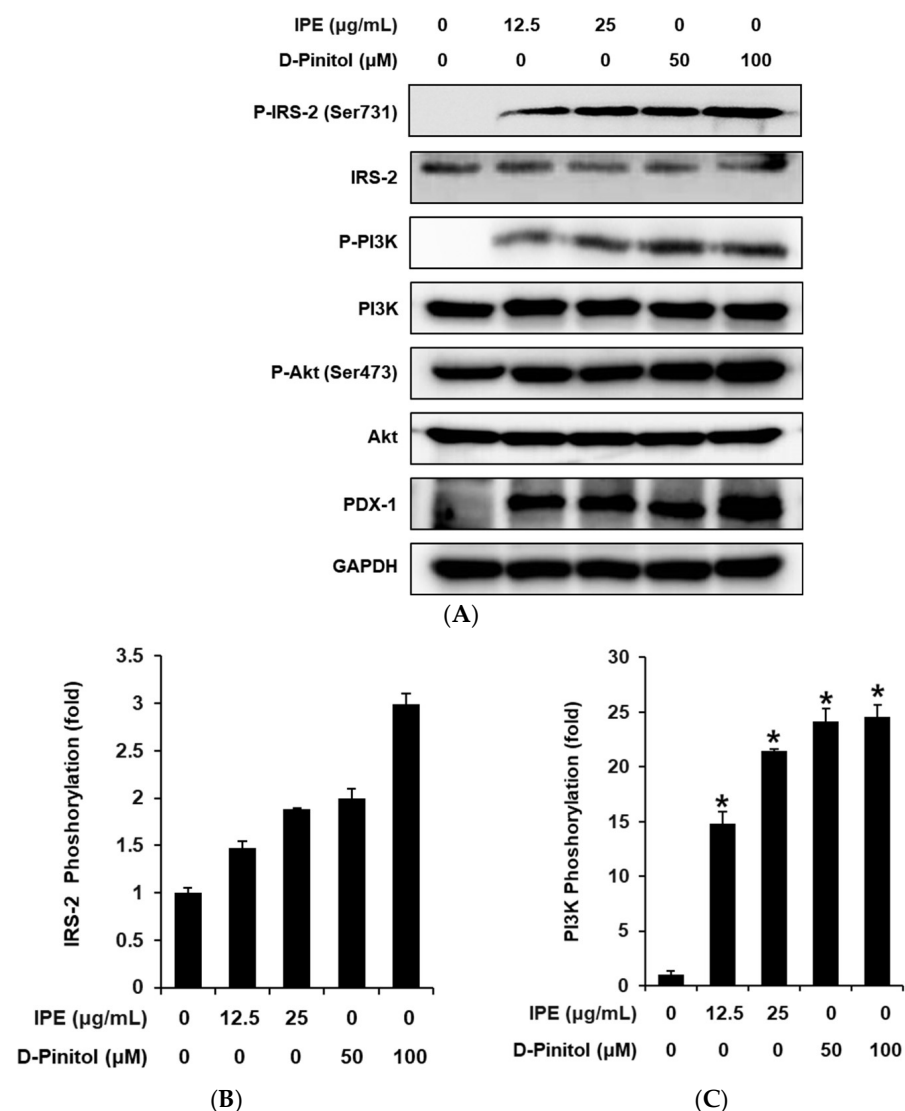 IPE (µg/mL) 0 12.5 25 0 0
D-Pinitol (µM) 0 0 0 50 100
P-IRS-2 (Ser731)
IRS-2
P-PI3K
PI3K
P-Akt (Ser473)
Akt
PDX-1
GAPDH
(A)
IRS-2 Phoshorylation (fold)
3.5
3
2.5
2
1.5
1
0.5
0
IPE (µg/mL) 0 12.5 25 0 0
D-Pinitol (µM) 0 0 0 50 100
(B)
PI3K Phoshorylation (fold)
30
25
20
15
10
5
0
* * * *
IPE (µg/mL) 0 12.5 25 0 0
D-Pinitol (µM) 0 0 0 50 100
(C)